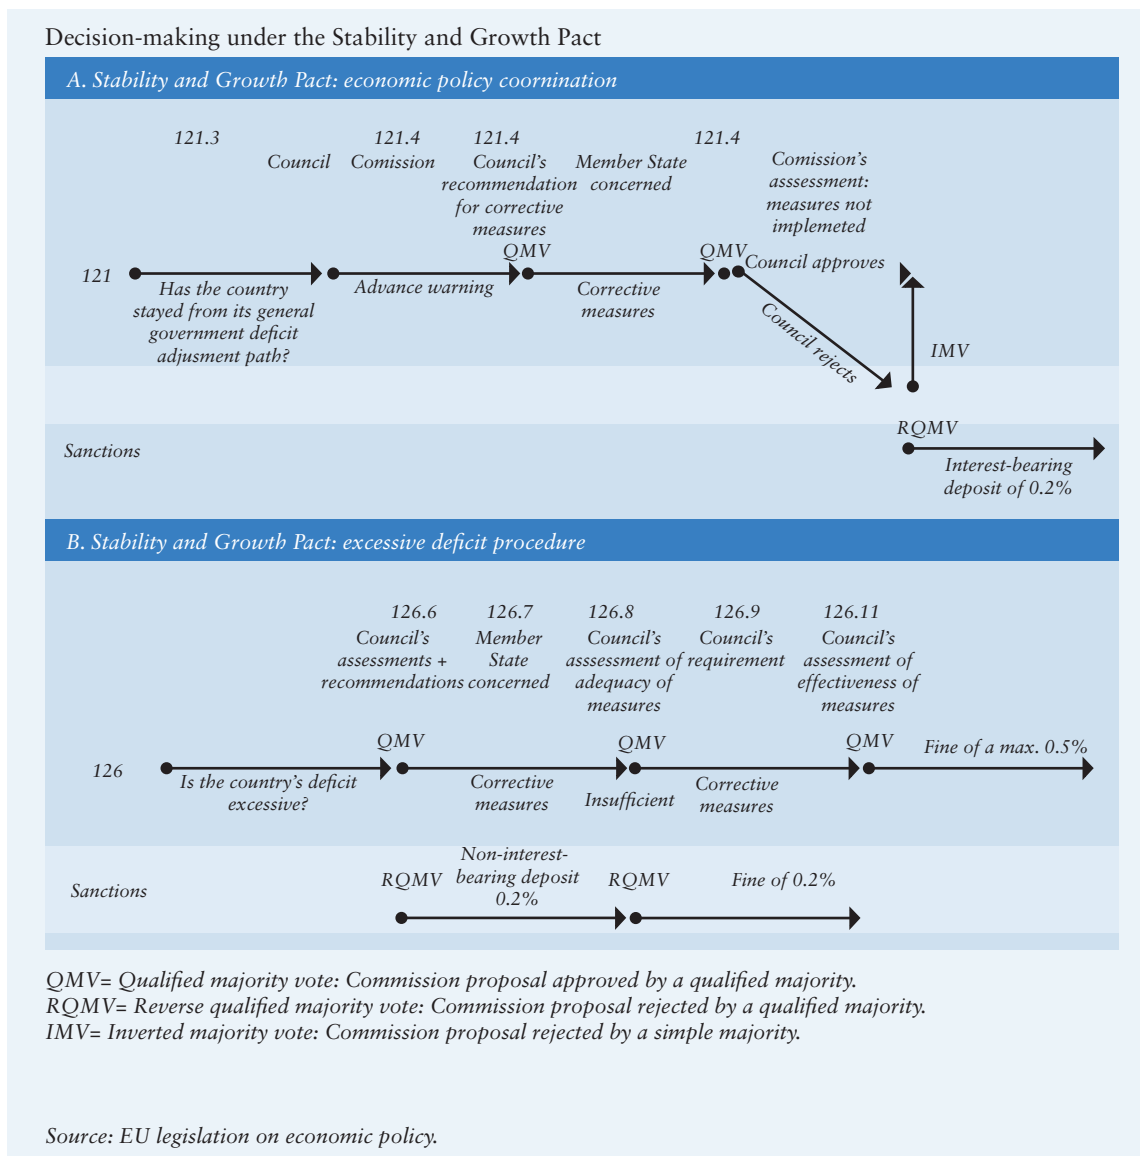 Decision-making under the Stability and Growth Pact
A. Stability and Growth Pact: economic policy coornination
121.3
121.4
121.4
121.4
Council
Comission
Council's
recommendation
for corrective
measures
Member State
concerned
Comission's
asssessment:
measures not
implemeted
QMV
QMV
Council approves
121
Has the country
stayed from its general
government deficit
adjusment path?
Advance warning
Corrective
measures
Council rejects
IMV
RQMV
Sanctions
Interest-bearing
deposit of 0.2%
B. Stability and Growth Pact: excessive deficit procedure
126.6
126.7
126.8
126.9
126.11
Council's
assessments +
recommendations
Member
State
concerned
Council's
asssessment of
adequacy of
measures
Council's
requirement
Council's
assessment of
effectiveness of
measures
QMV
QMV
QMV
Fine of a max. 0.5%
126
Is the country's deficit
excessive?
Corrective
measures
Insufficient
Corrective
measures
Sanctions
RQMV
Non-interest-
bearing deposit
0.2%
RQMV
Fine of 0.2%
QMV= Qualified majority vote: Commission proposal approved by a qualified majority.
RQMV= Reverse qualified majority vote: Commission proposal rejected by a qualified majority.
IMV= Inverted majority vote: Commission proposal rejected by a simple majority.
Source: EU legislation on economic policy.